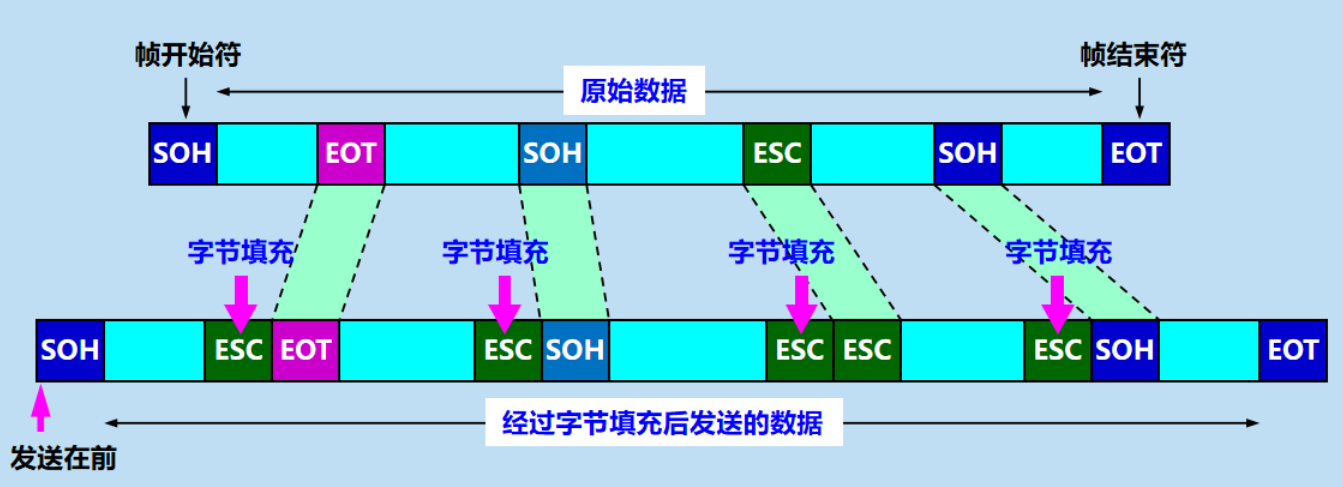 帧开始符
帧结束符
原始数据
SOH EOT SOH ESC SOH EOT
字节填充 字节填充 字节填充 字节填充
SOH ESC EOT ESC SOH ESC ESC ESC SOH EOT
经过字节填充后发送的数据
发送在前